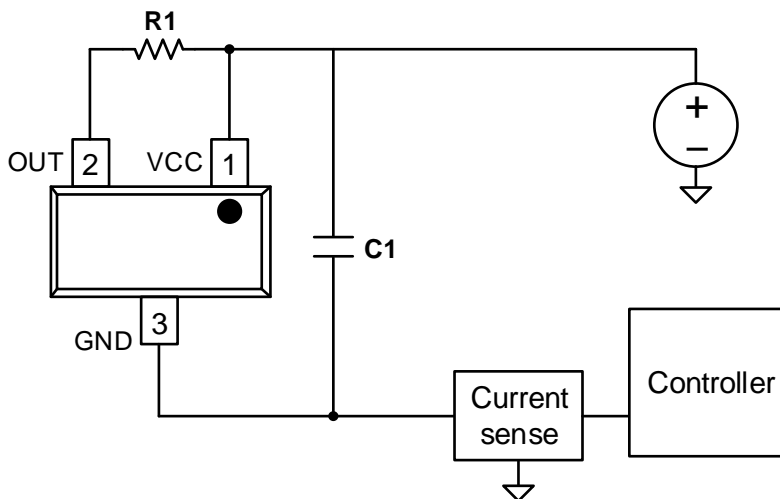 R1
OUT
2
VCC
1
+
−
C1
3
GND
Current
sense
Controller